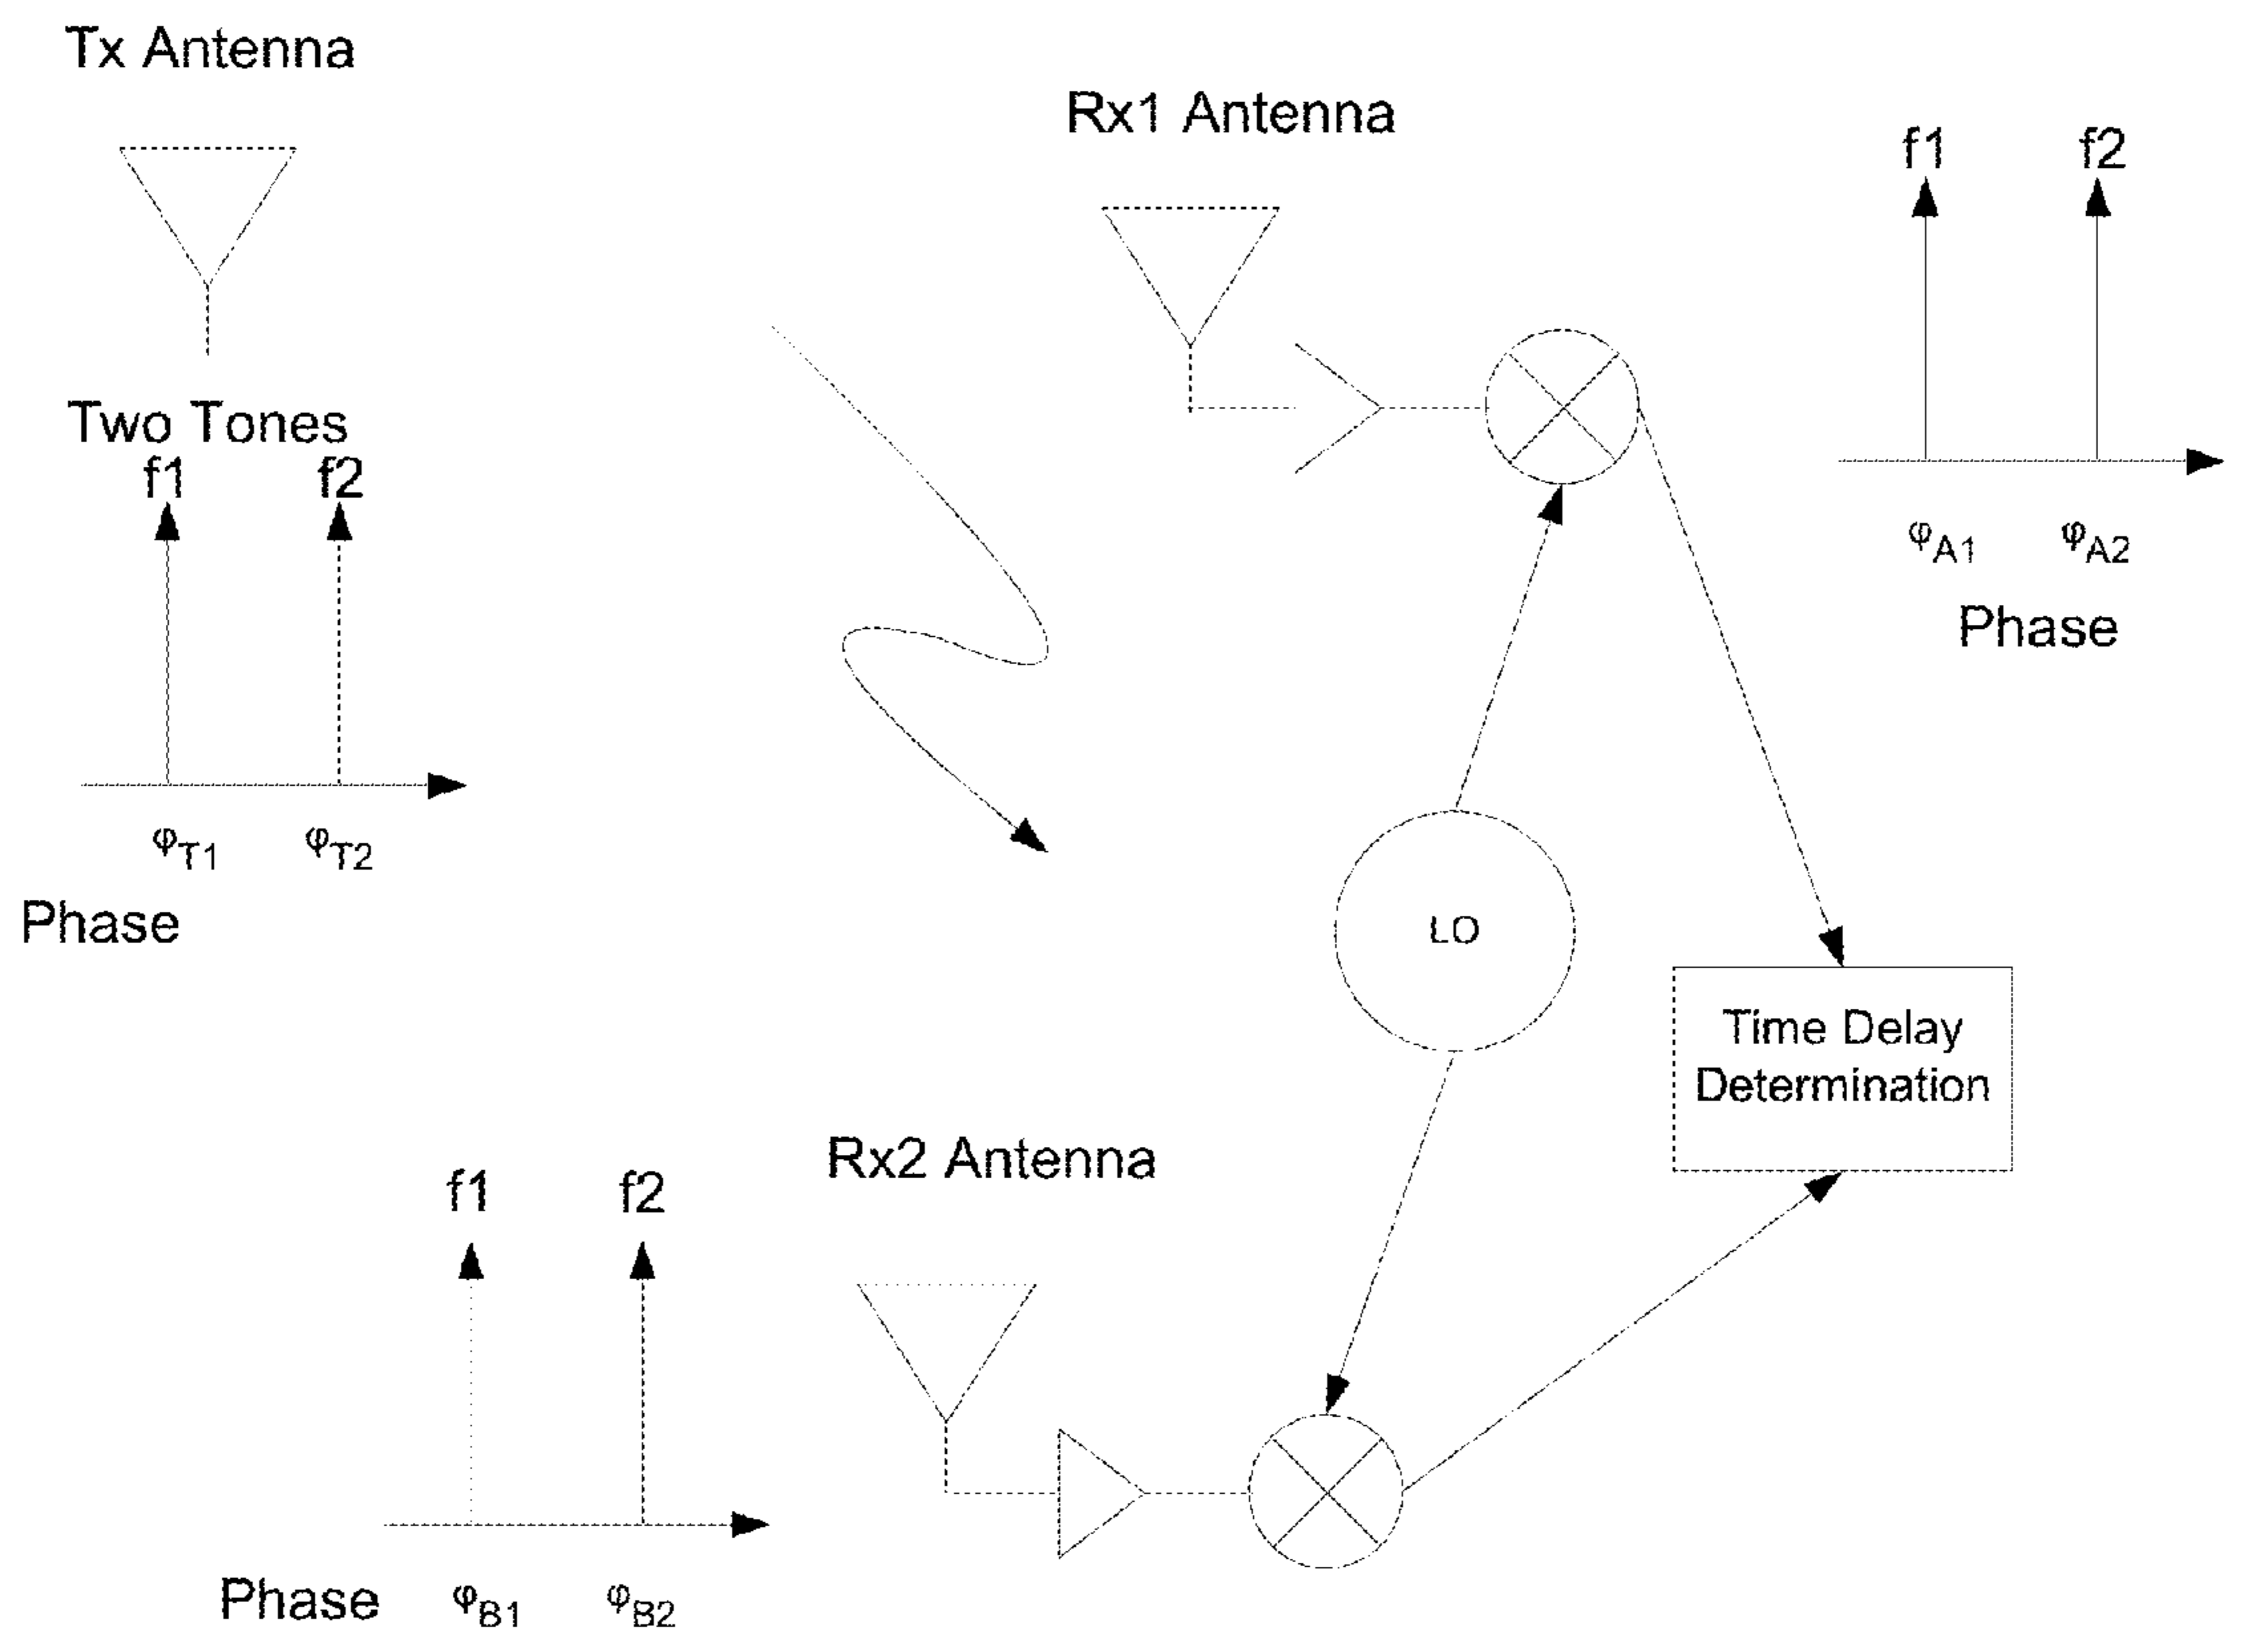 Tx Antenna
Rx1 Antenna
f1 f2
Two Tones
f1 f2
φA1 φA2
Phase
φT1 φT2
Phase
LO
Time Delay
Determination
Rx2 Antenna
f1 f2
Phase φB1 φB2